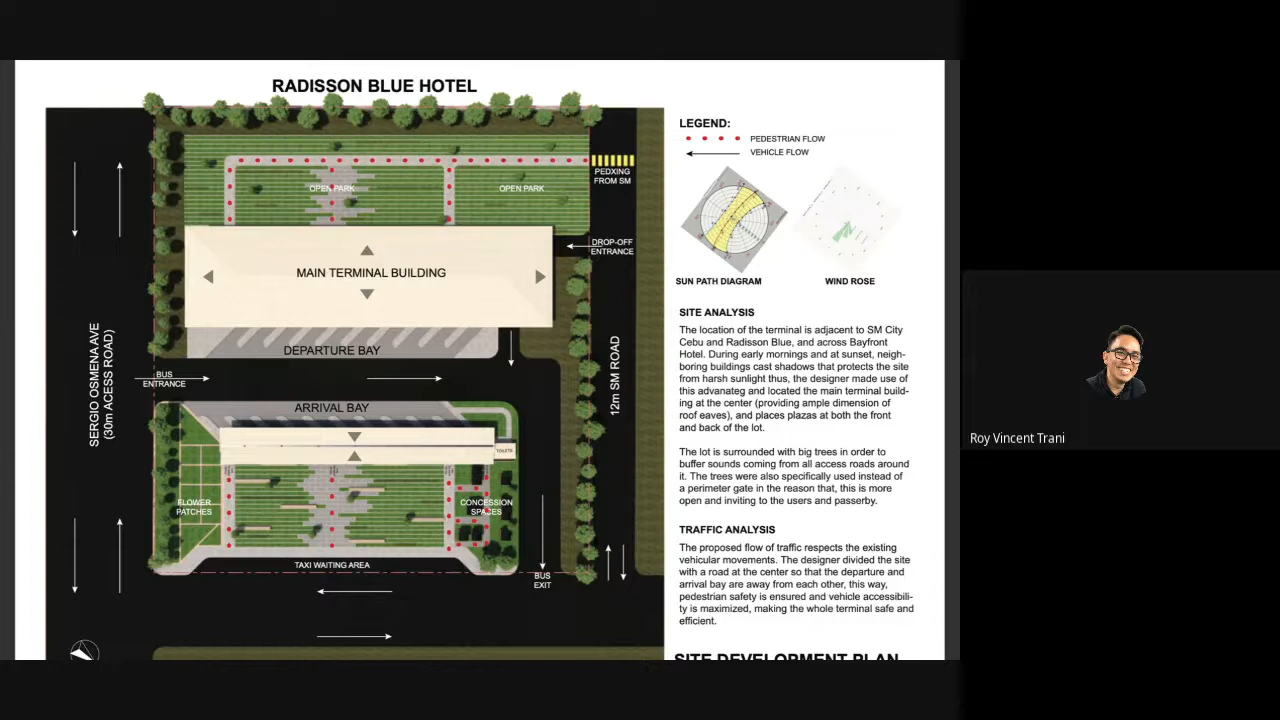 RADISSON BLUE HOTEL
OPEN PARK
OPEN PARK
PEDXING
FROM SM
DROP-OFF
ENTRANCE
MAIN TERMINAL BUILDING
DEPARTURE BAY
SERGIO OSMENA AVE
(30m ACESS ROAD)
BUS
ENTRANCE
12m SM ROAD
ARRIVAL BAY
TOILETS
FLOWER
PATCHES
CONCESSION
SPACES
TAXI WAITING AREA
BUS
EXIT
LEGEND:
PEDESTRIAN FLOW
VEHICLE FLOW
SUN PATH DIAGRAM
WIND ROSE
SITE ANALYSIS
The location of the terminal is adjacent to SM City
Cebu and Radisson Blue, and across Bayfront
Hotel. During early mornings and at sunset, neigh-
boring buildings cast shadows that protects the site
from harsh sunlight thus, the designer made use of
this advanateg and located the main terminal build-
ing at the center (providing ample dimension of
roof eaves), and places plazas at both the front
and back of the lot.
The lot is surrounded with big trees in order to
buffer sounds coming from all access roads around
it. The trees were also specifically used instead of
a perimeter gate in the reason that, this is more
open and inviting to the users and passerby.
TRAFFIC ANALYSIS
The proposed flow of traffic respects the existing
vehicular movements. The designer divided the site
with a road at the center so that the departure and
arrival bay are away from each other, this way,
pedestrian safety is ensured and vehicle accessibili-
ty is maximized, making the whole terminal safe and
efficient.
SITE DEVELOPMENT PLAN
Roy Vincent Trani